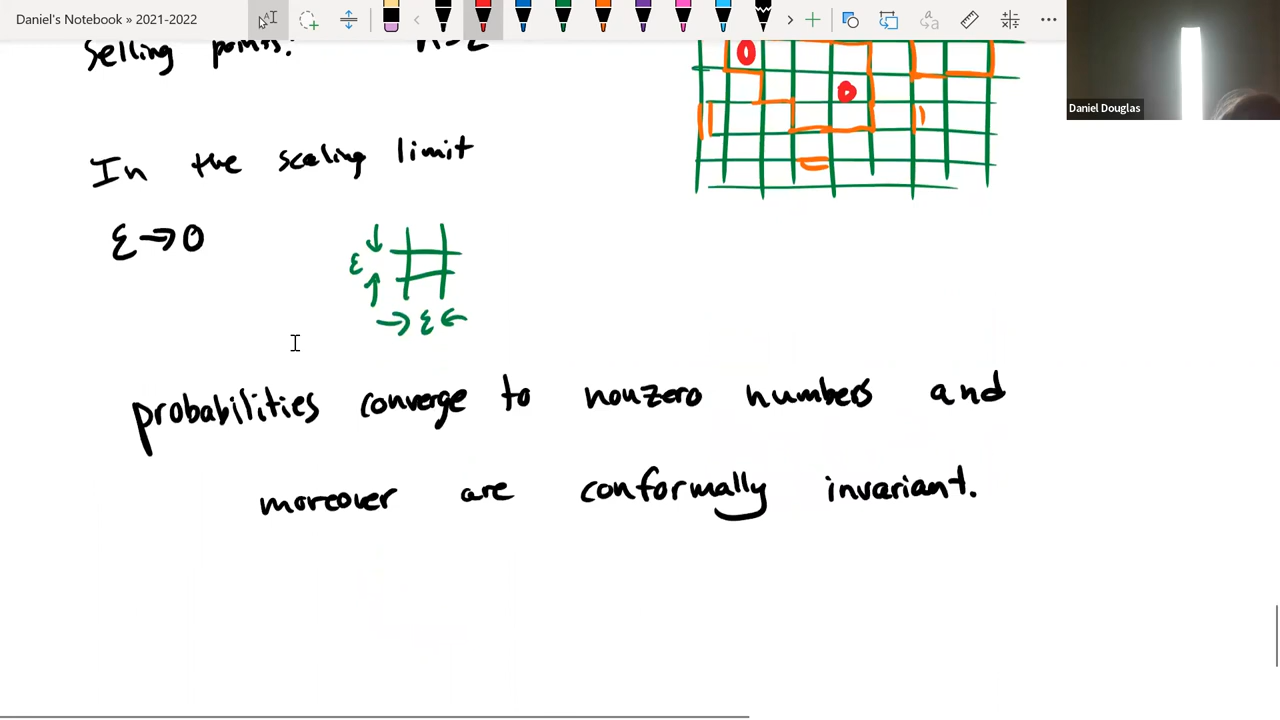 Daniel's Notebook » 2021-2022
Daniel Douglas
Selling points:
In the scaling limit
ε→0
ε
→ ε ←
probabilities converge to nonzero numbers and
moreover are conformally invariant.